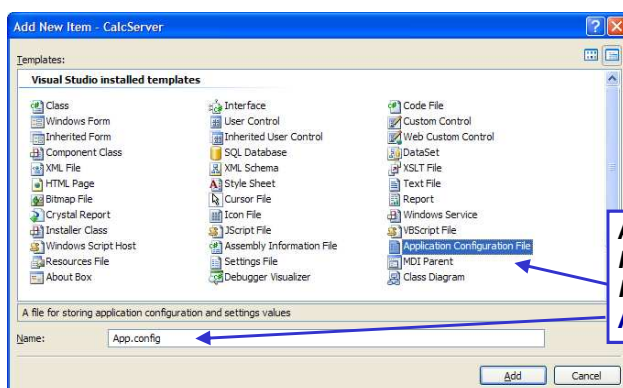 Add New Item - CalcServer
Templates:
Visual Studio installed templates
Class
Interface
Code File
Windows Form
User Control
Custom Control
Inherited Form
Inherited User Control
Web Custom Control
Component Class
SQL Database
DataSet
XML File
XML Schema
XSLT File
HTML Page
Style Sheet
Text File
Bitmap File
Cursor File
Report
Crystal Report
Icon File
Windows Service
Installer Class
JScript File
VBScript File
Windows Script Host
Assembly Information File
Application Configuration File
Resources File
Settings File
MDI Parent
About Box
Debugger Visualizer
Class Diagram
A file for storing application configuration and settings values
Name:
App.config
Add
Cancel